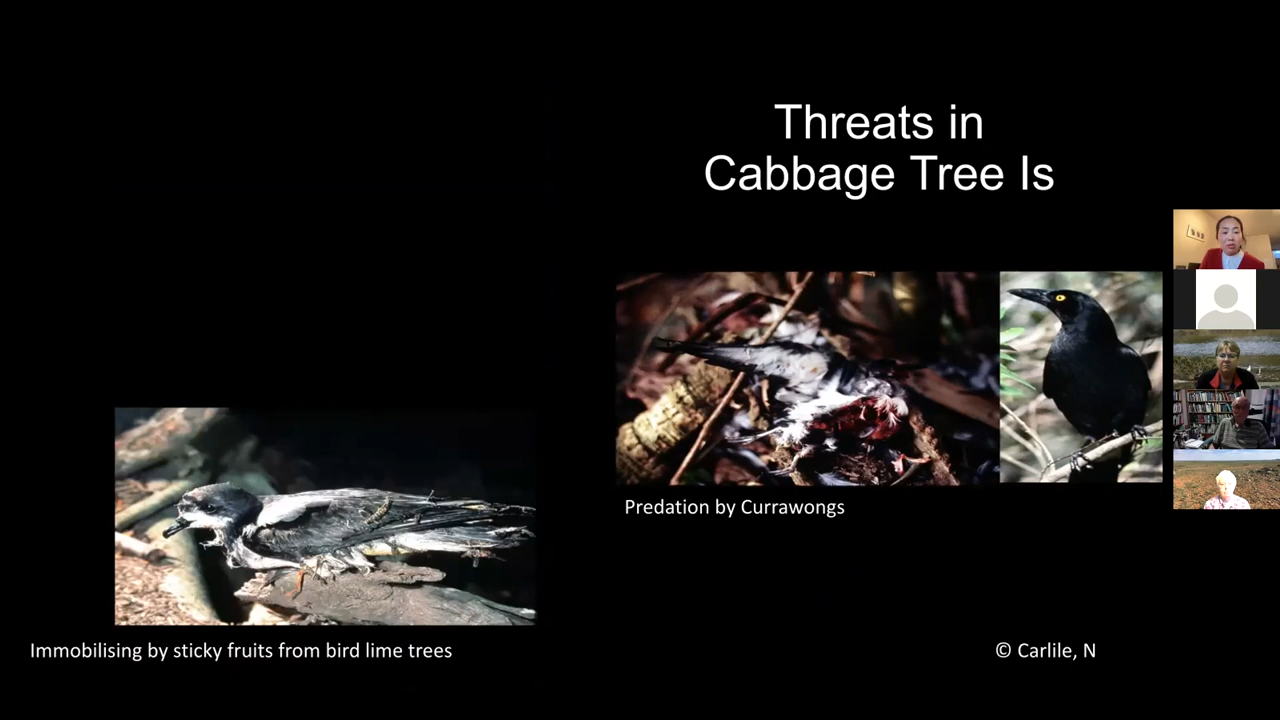 Threats in
Cabbage Tree Is
Predation by Currawongs
Immobilising by sticky fruits from bird lime trees
© Carlile, N